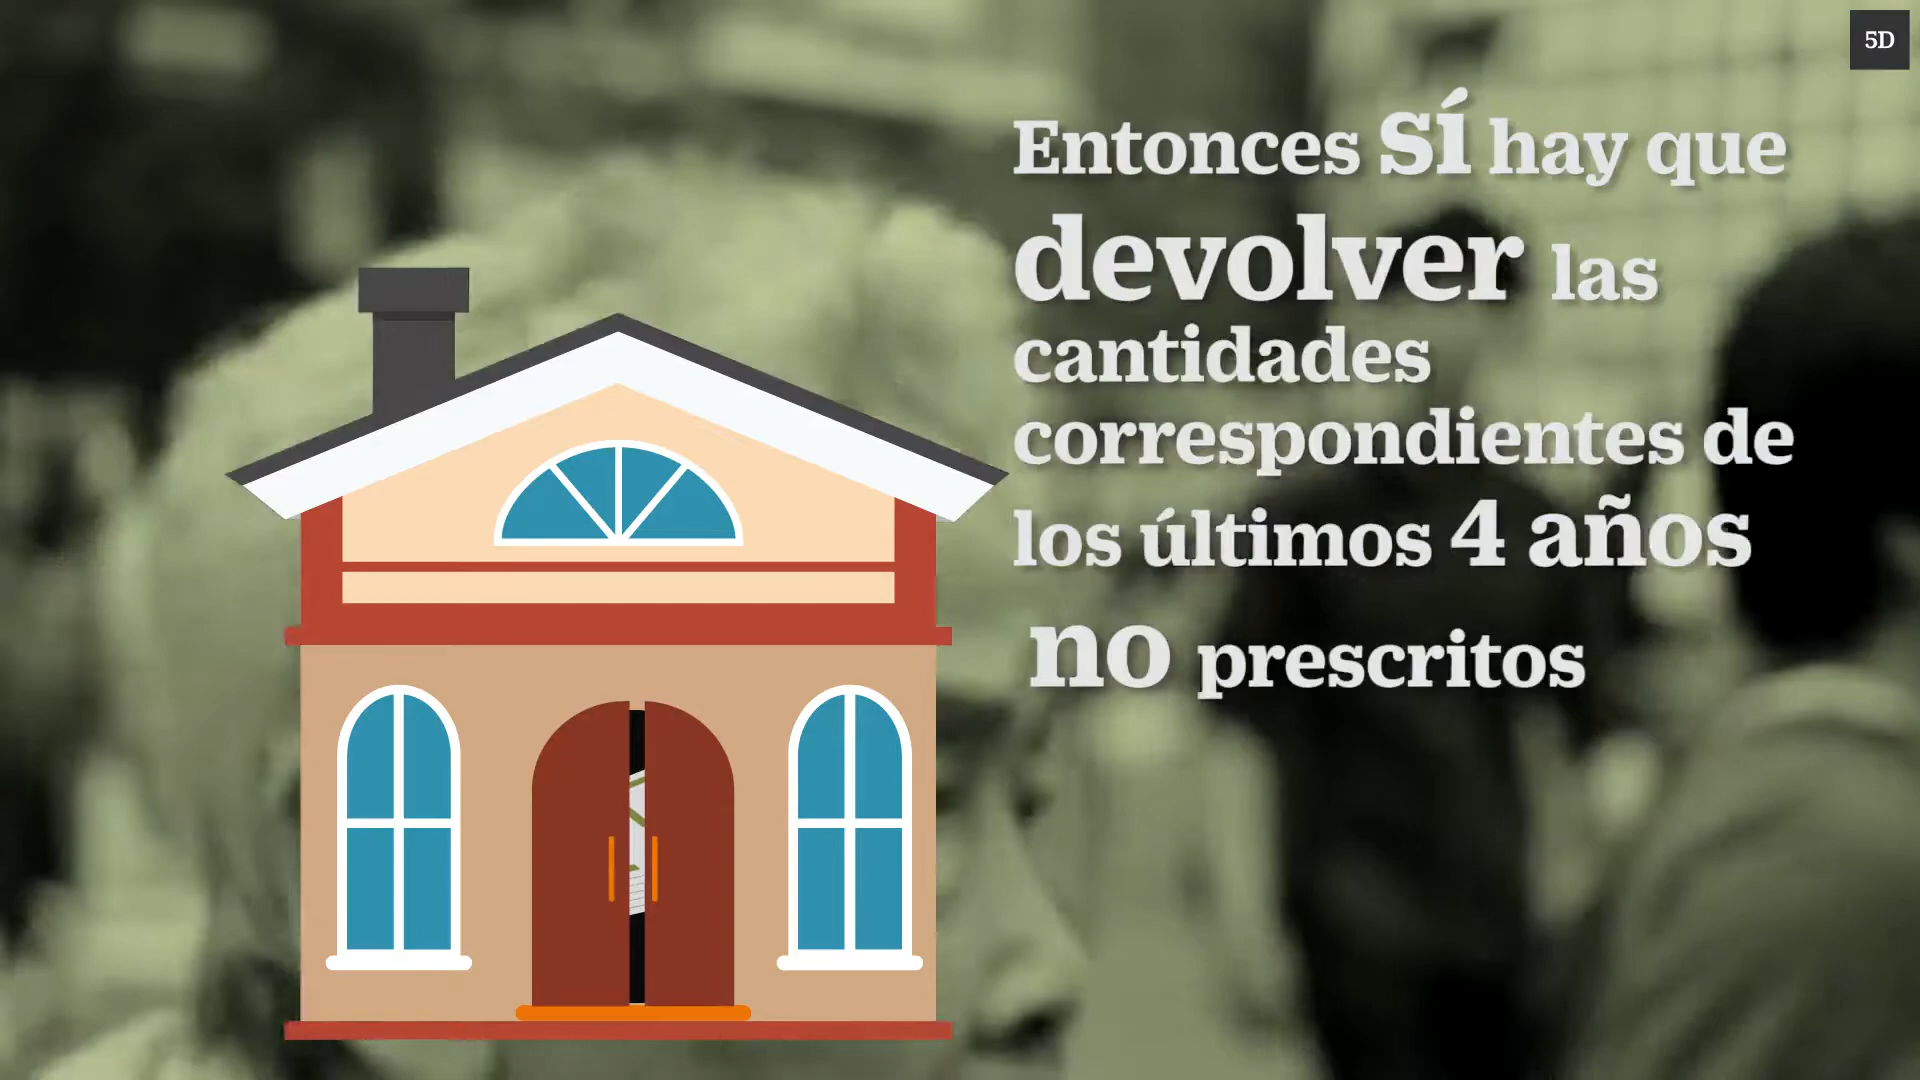 5D
Entonces sí hay que
devolver las
cantidades
correspondientes de
los últimos 4 años
no prescritos